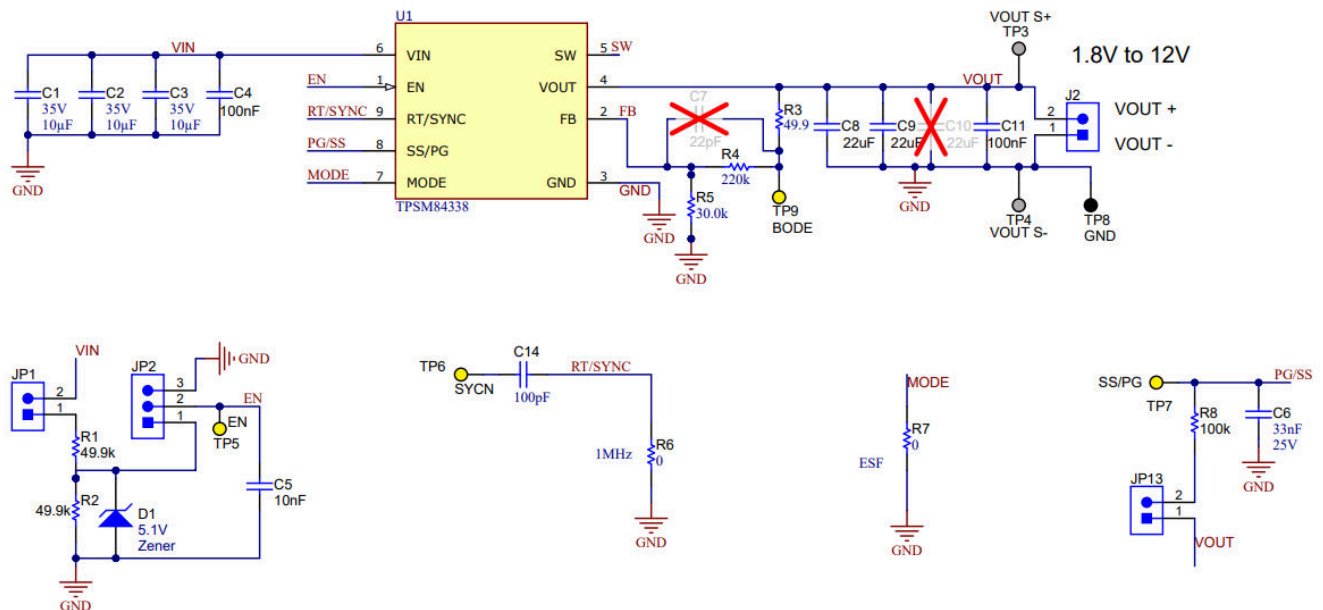 U1
VIN
6
VIN
SW
5
SW
C1
35V
10µF
C2
35V
10µF
C3
35V
10µF
C4
100nF
GND
EN
1
EN
VOUT
4
RT/SYNC
9
RT/SYNC
FB
2
FB
PG/SS
8
SS/PG
MODE
7
MODE
GND
3
GND
TPSM84338
GND
C7
22pF
R3
49.9
R4
220k
R5
30.0k
GND
TP9
BODE
C8
22uF
C9
22uF
C10
22uF
C11
100nF
VOUT
GND
VOUT S+
TP3
1.8V to 12V
J2
2
1
VOUT +
VOUT -
TP4
VOUT S-
TP8
GND
JP1
VIN
2
1
R1
49.9k
R2
49.9k
JP2
3
2
1
GND
EN
EN
TP5
D1
5.1V
Zener
C5
10nF
GND
TP6
SYCN
C14
100pF
RT/SYNC
1MHz
R6
0
GND
MODE
R7
0
ESF
GND
SS/PG
TP7
PG/SS
R8
100k
C6
33nF
25V
GND
JP13
2
1
VOUT